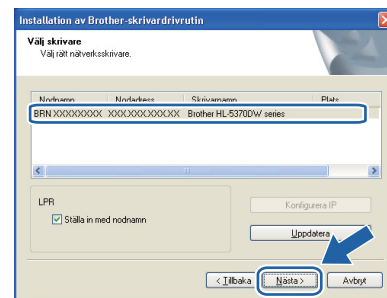 Installation av Brother-skrivardrivrutin
Välj skrivare
Välj rätt nätverksskrivare.
Nodnamn Nodadress Skrivarnamn Plats
BRN XXXXXXXXX XXX.XXX.XXX.XX Brother HL-5370DW series
LPR
Ställa in med nodnamn
Konfigurera IP
Uppdatera
< Tillbaka Nästa > Avbryt